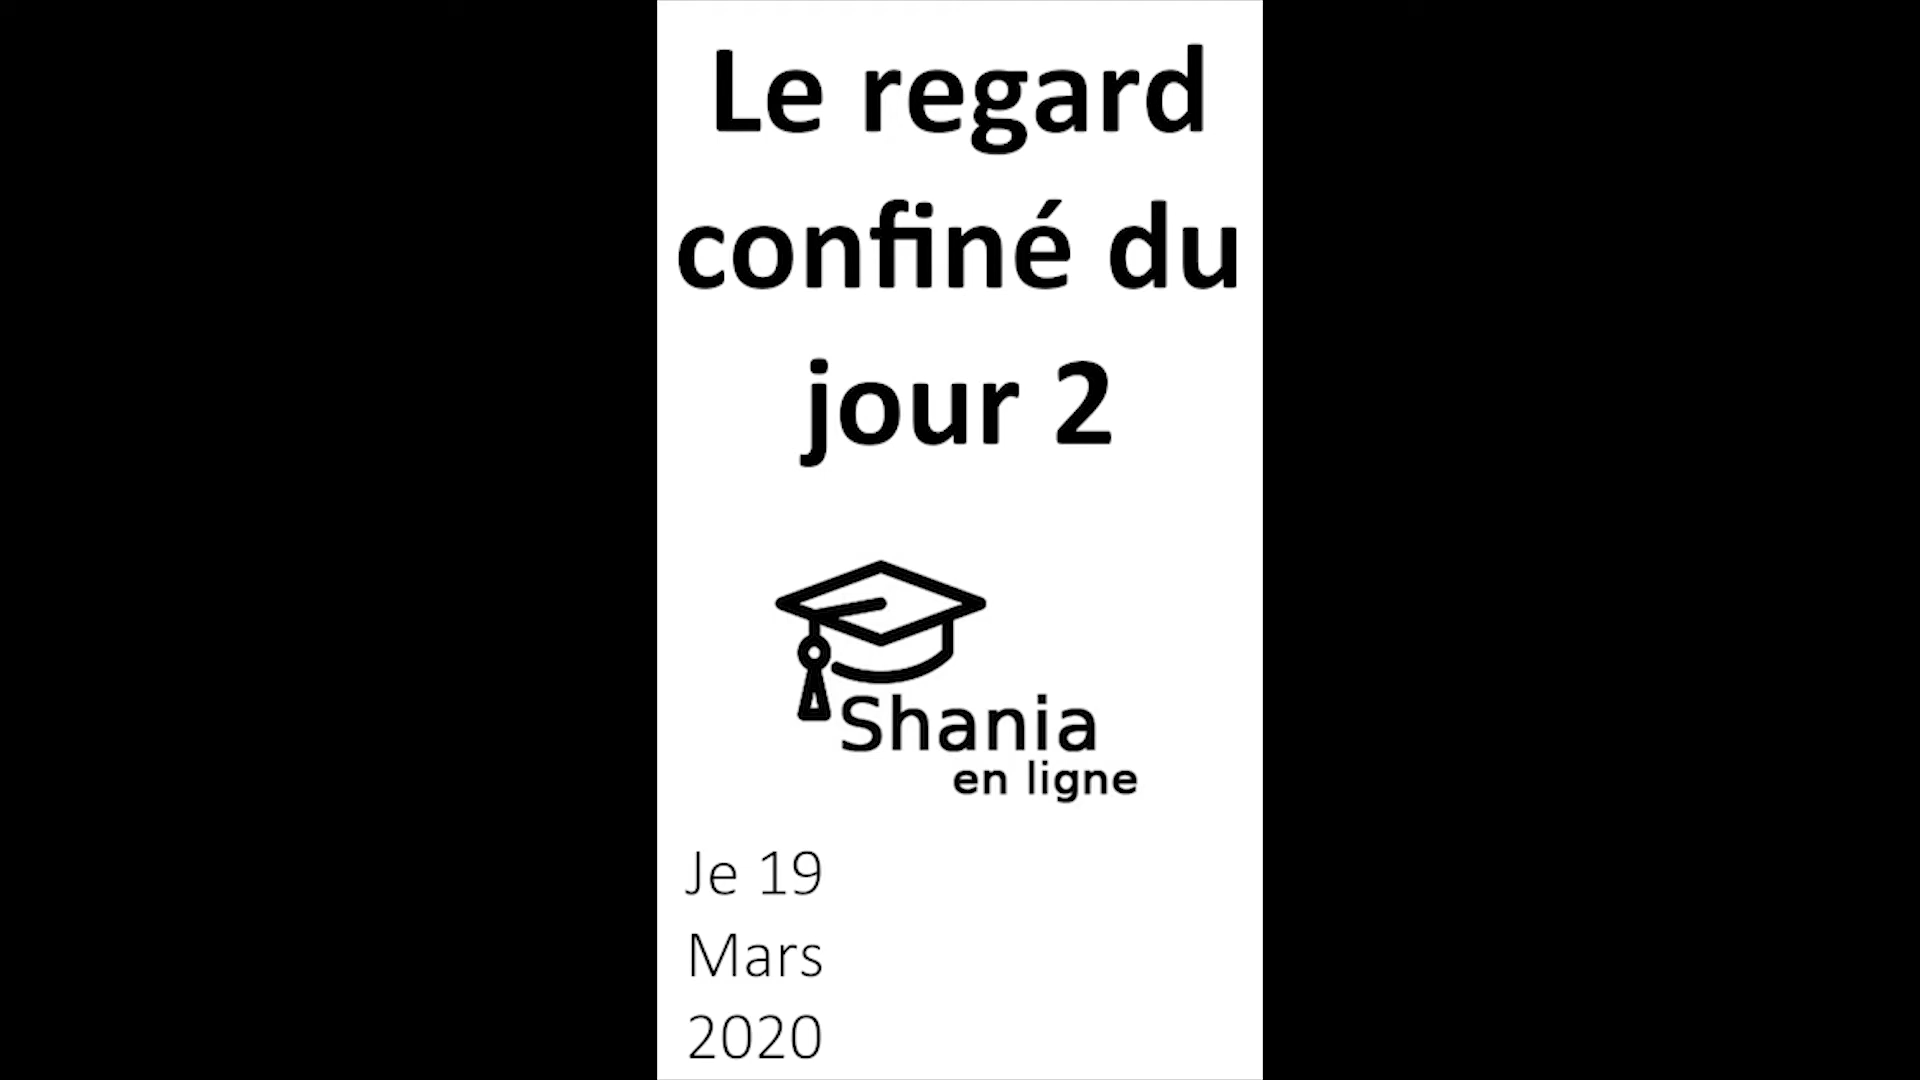 Le regard
confiné du
jour 2
Shania
en ligne
Je 19
Mars
2020